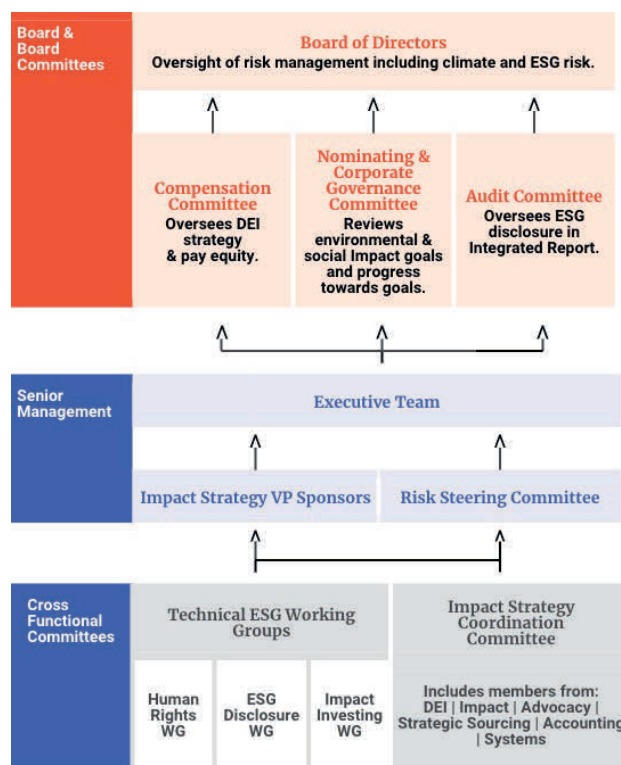 Board &
Board
Committees
Board of Directors
Oversight of risk management including climate and ESG risk.
Compensation
Committee
Oversees DEI
strategy
& pay equity.
Nominating &
Corporate
Governance
Committee
Reviews
environmental &
social Impact goals
and progress
towards goals.
Audit Committee
Oversees ESG
disclosure in
Integrated Report.
Senior
Management
Executive Team
Impact Strategy VP Sponsors
Risk Steering Committee
Cross
Functional
Committees
Technical ESG Working
Groups
Human
Rights
WG
ESG
Disclosure
WG
Impact
Investing
WG
Impact Strategy
Coordination
Committee
Includes members from:
DEI | Impact | Advocacy |
Strategic Sourcing | Accounting
| Systems